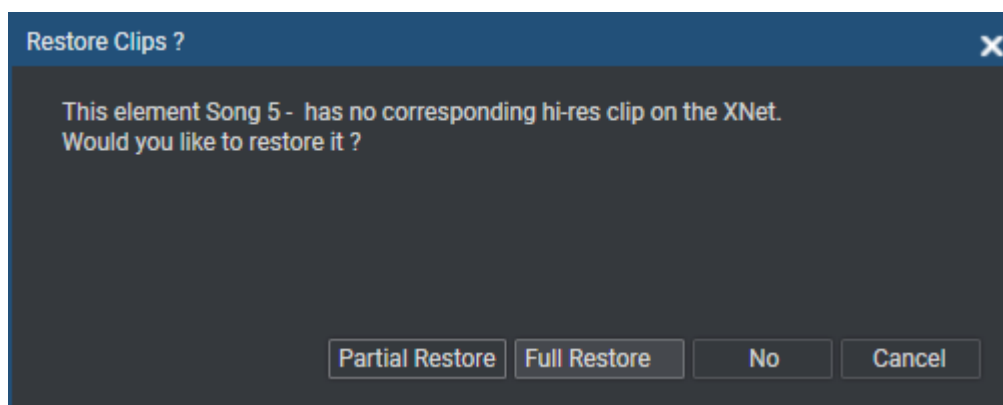 Restore Clips ?
This element Song 5 -  has no corresponding hi-res clip on the XNet.
Would you like to restore it ?
Partial Restore Full Restore No Cancel